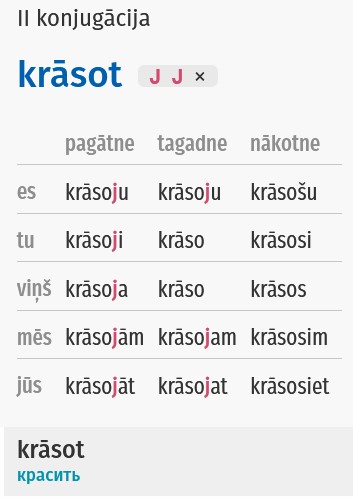 II konjugācija
krāsot J J ×
pagātne tagadne nākotne
es krāsoju krāsoju krāsošu
tu krāsoji krāso krāsosi
viņš krāsoja krāso krāsos
mēs krāsojām krāsojam krāsosim
jūs krāsojāt krāsojat krāsosiet
krāsot
красить